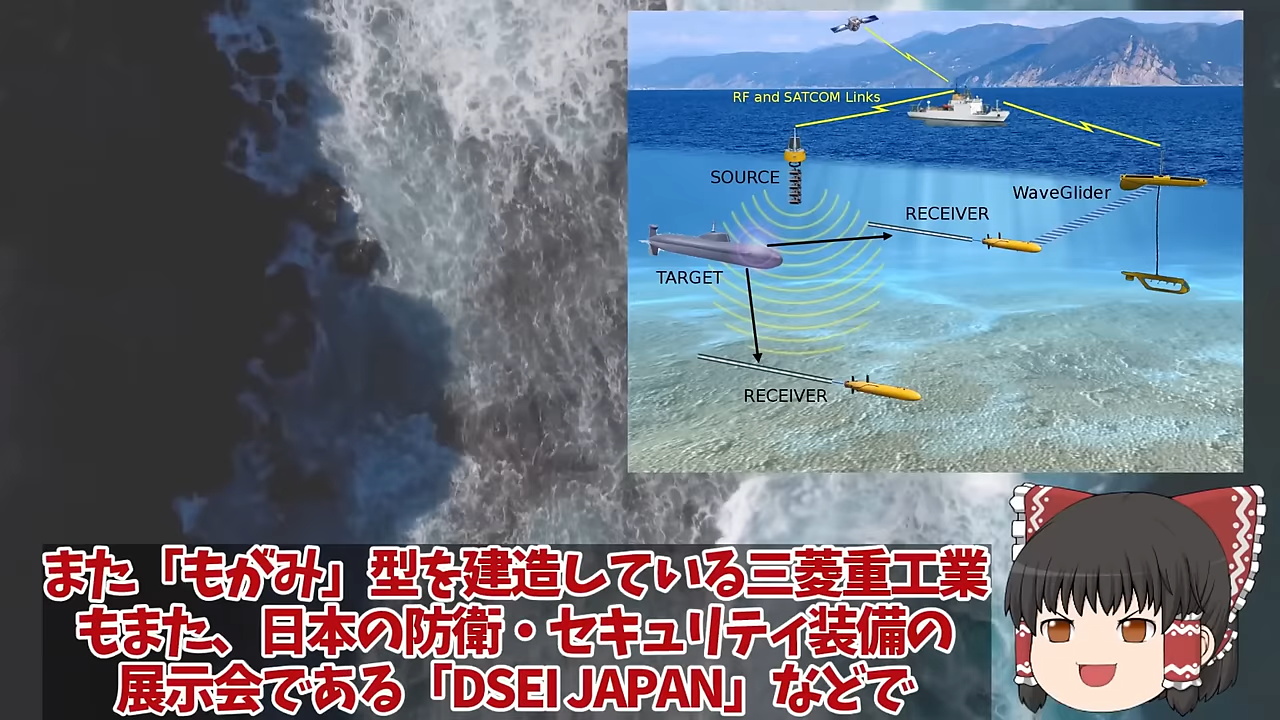 RF and SATCOM Links
SOURCE
WaveGlider
RECEIVER
TARGET
RECEIVER
また「もがみ」型を建造している三菱重工業
もまた、日本の防衛・セキュリティ装備の
展示会である「DSEI JAPAN」などで